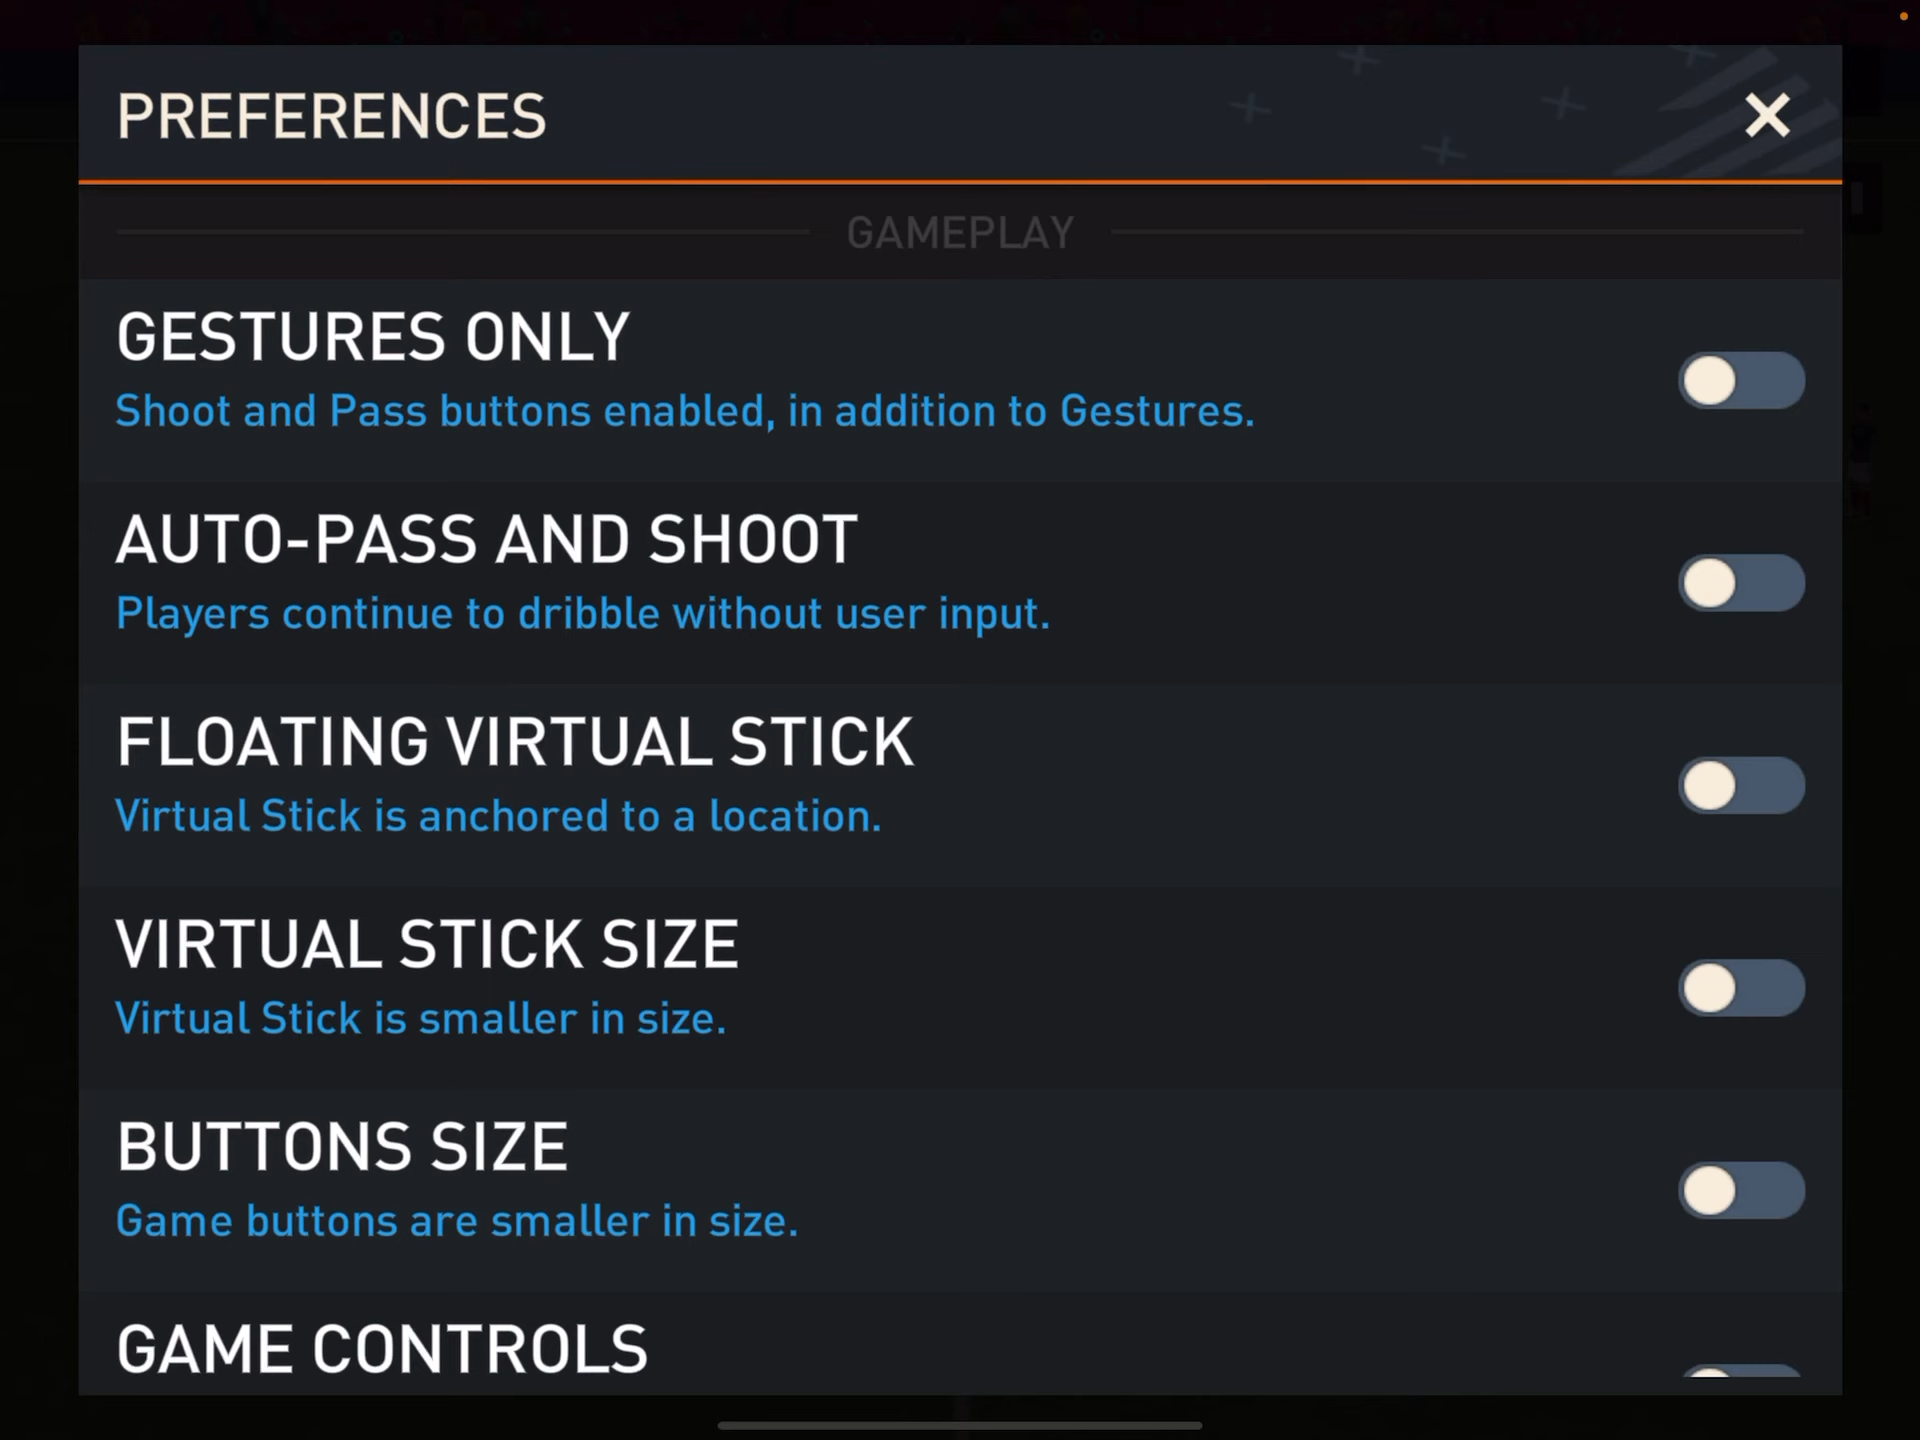 PREFERENCES
GAMEPLAY
GESTURES ONLY
Shoot and Pass buttons enabled, in addition to Gestures.
AUTO-PASS AND SHOOT
Players continue to dribble without user input.
FLOATING VIRTUAL STICK
Virtual Stick is anchored to a location.
VIRTUAL STICK SIZE
Virtual Stick is smaller in size.
BUTTONS SIZE
Game buttons are smaller in size.
GAME CONTROLS